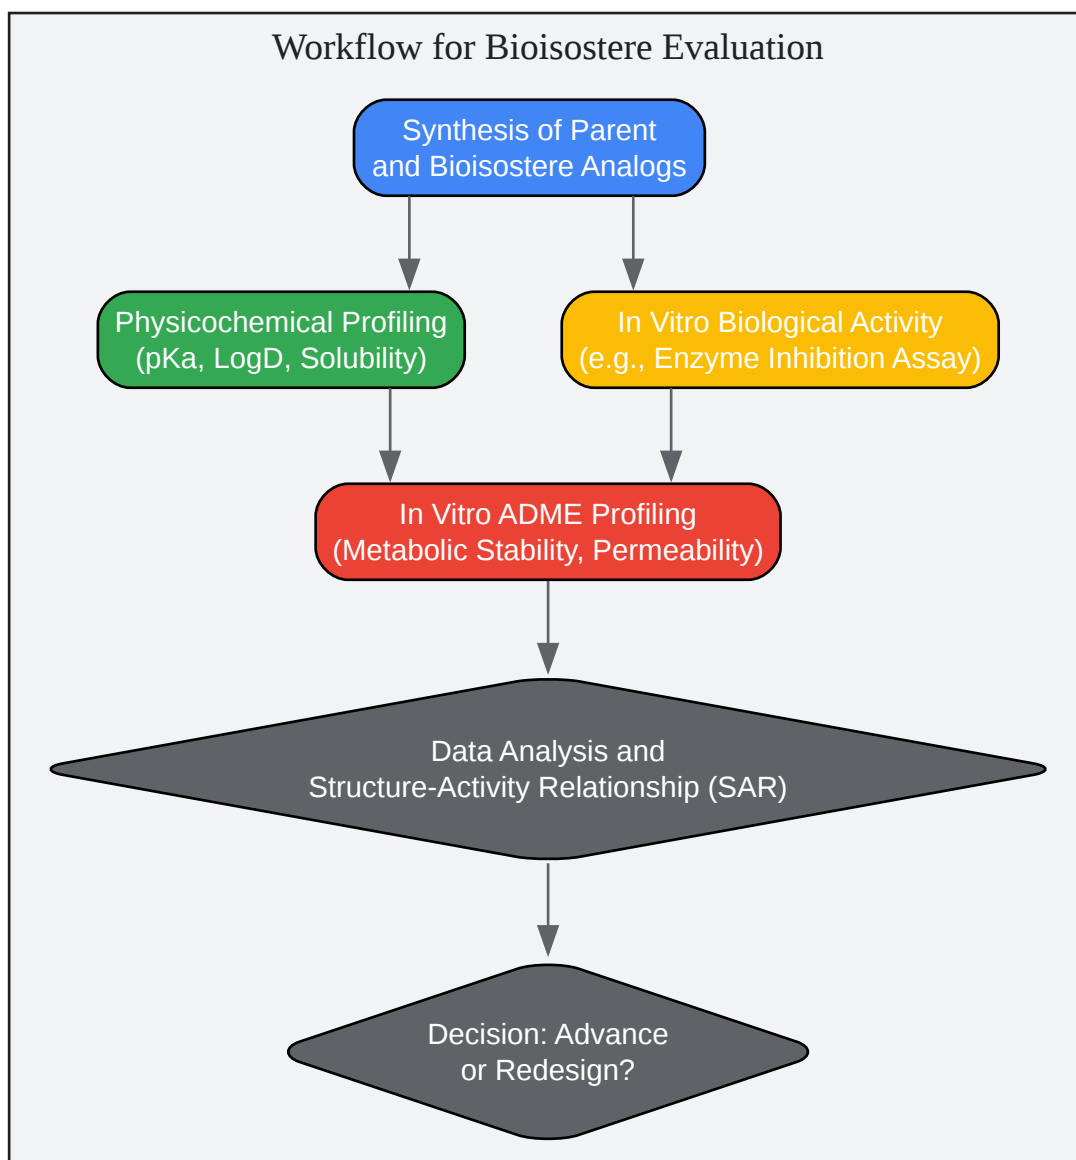 Workflow for Bioisostere Evaluation
Synthesis of Parent
and Bioisostere Analogs
Physicochemical Profiling
(pKa, LogD, Solubility)
In Vitro Biological Activity
(e.g., Enzyme Inhibition Assay)
In Vitro ADME Profiling
(Metabolic Stability, Permeability)
Data Analysis and
Structure-Activity Relationship (SAR)
Decision: Advance
or Redesign?